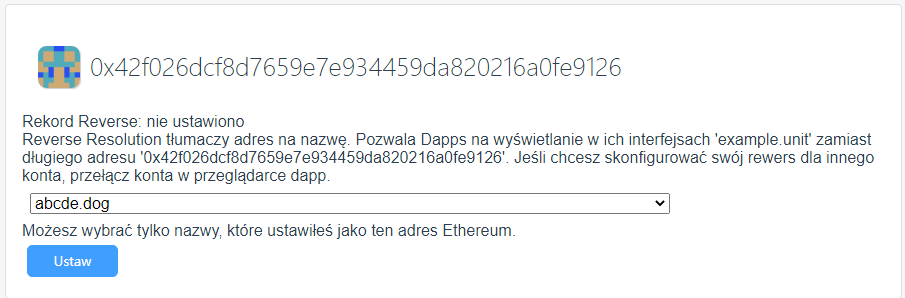 0x42f026dcf8d7659e7e934459da820216a0fe9126
Rekord Reverse: nie ustawiono
Reverse Resolution tłumaczy adres na nazwę. Pozwala Dapps na wyświetlanie w ich interfejsach 'example.unit' zamiast
długiego adresu '0x42f026dcf8d7659e7e934459da820216a0fe9126'. Jeśli chcesz skonfigurować swój rewers dla innego
konta, przełącz konta w przeglądarce dapp.
abcde.dog
Możesz wybrać tylko nazwy, które ustawiłeś jako ten adres Ethereum.
Ustaw